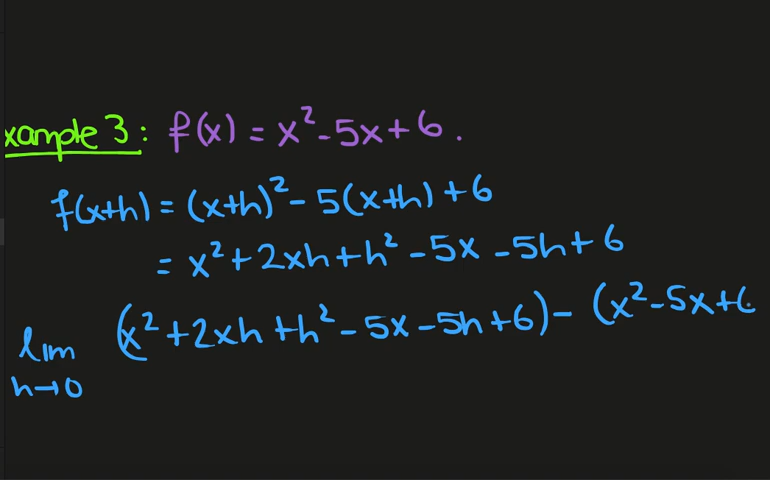 xample 3: f(x) = x² - 5x + 6.
f(x+h) = (x+h)² - 5(x+h) + 6
= x² + 2xh + h² - 5x - 5h + 6
lim h→0 (x² + 2xh + h² - 5x - 5h + 6) - (x² - 5x + 6